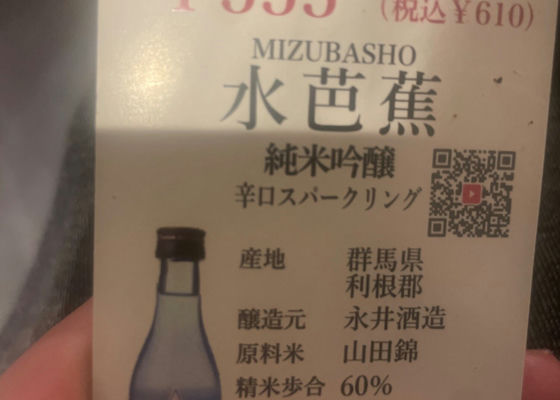 (税込￥610)
MIZUBASHO
水芭蕉
純米吟醸
辛口スパークリング
産地 群馬県
利根郡
醸造元 永井酒造
原料米 山田錦
精米歩合 60%